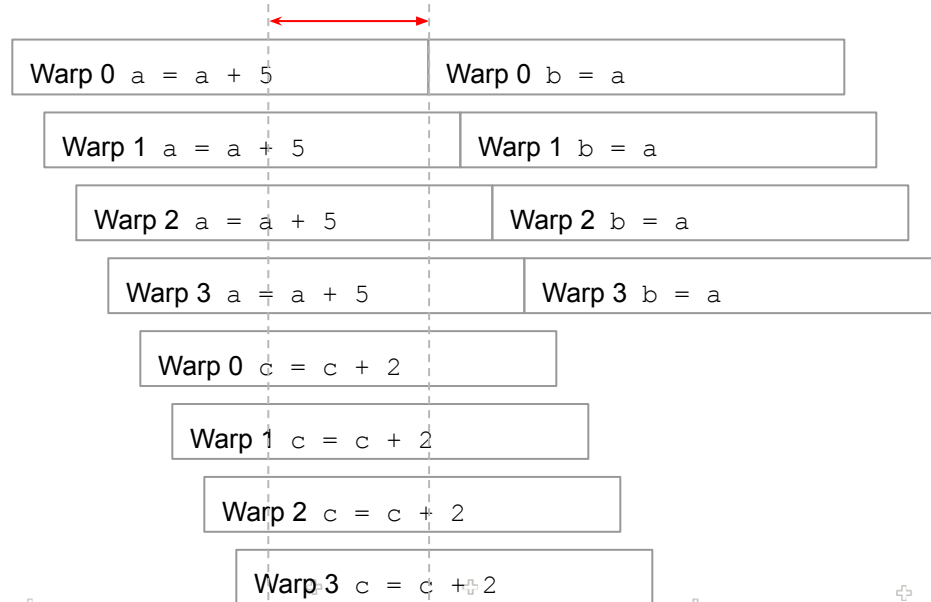 Warp 0 a = a + 5 Warp 0 b = a
Warp 1 a = a + 5 Warp 1 b = a
Warp 2 a = a + 5 Warp 2 b = a
Warp 3 a = a + 5 Warp 3 b = a
Warp 0 c = c + 2
Warp 1 c = c + 2
Warp 2 c = c + 2
Warp 3 c = c + 2